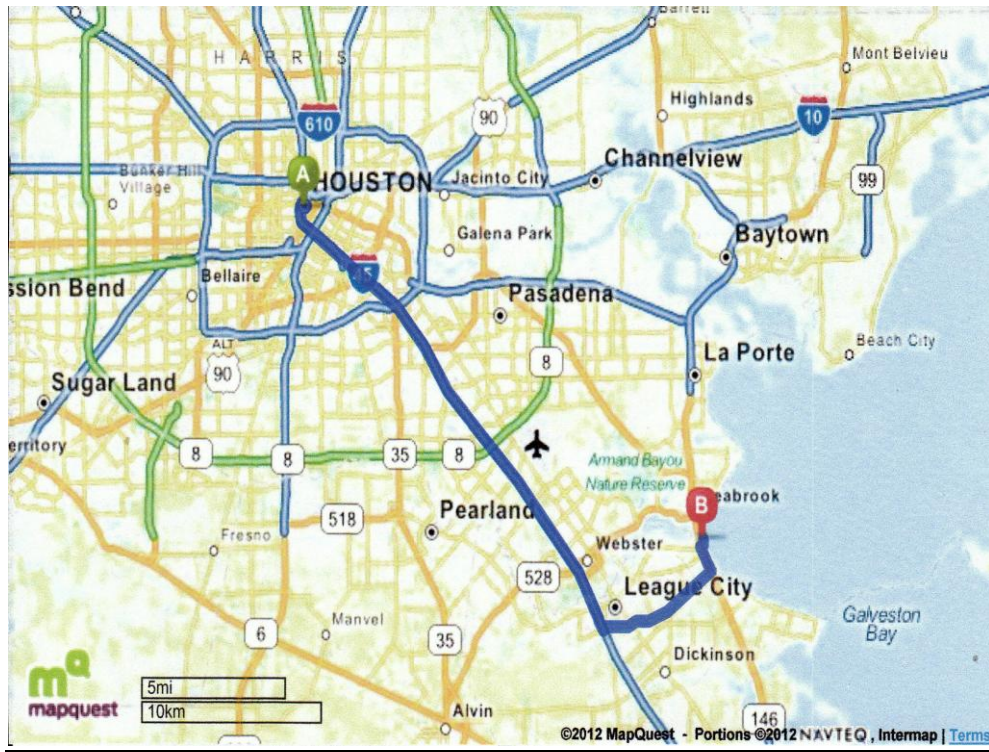 Barrell
HARRIS
Mont Belvieu
Highlands
90
610
10
Channelview
Bunker Hill
Village
A
HOUSTON
Jacinto City
99
Galena Park
Baytown
45
Bellaire
ssion Bend
Pasadena
Beach City
La Porte
ALT
90
8
Sugar Land
erritory
8
8
35
8
Armand Bayou
Nature Reserve
B
eabrook
518
Pearland
Fresno
Webster
528
League City
Galveston
Bay
6
Manvel
35
Dickinson
mapquest
5mi
10km
Alvin
146
©2012 MapQuest - Portions ©2012 NAVTEQ, Intermap | Terms